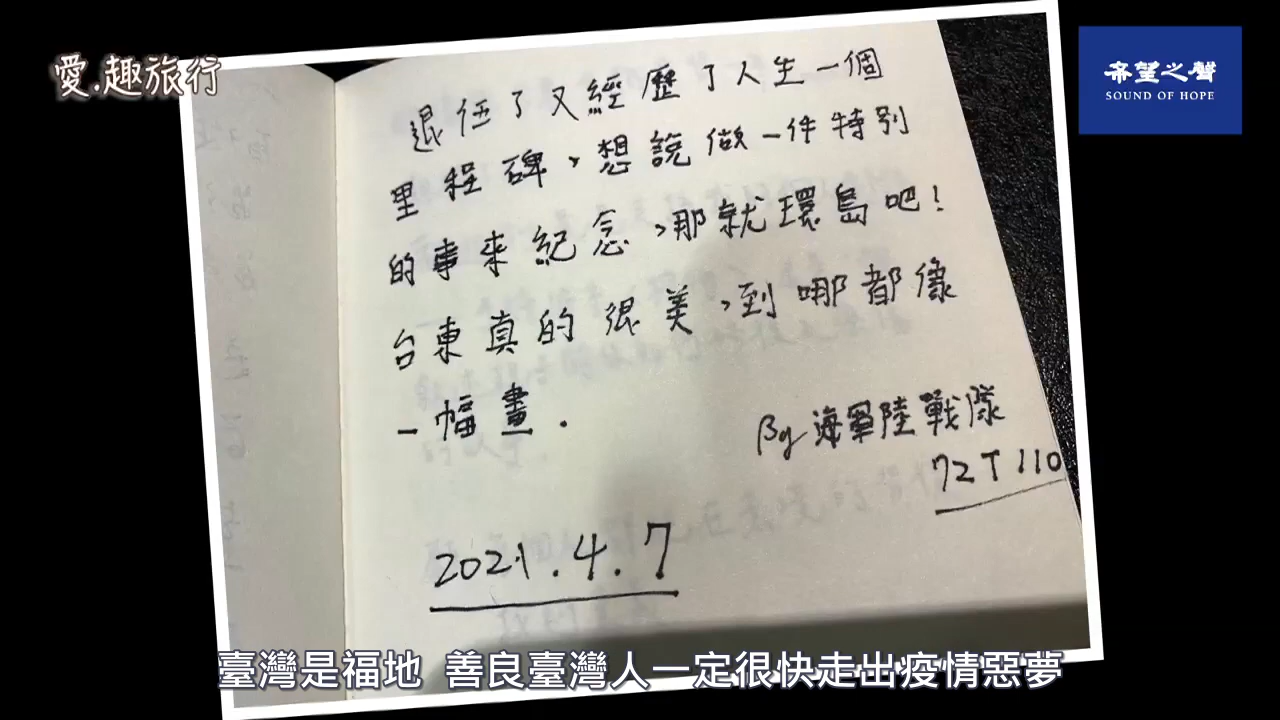 愛.趣旅行
希望之聲
SOUND OF HOPE
退伍了又經歷了人生一個
里程碑，想說做一件特別
的事來紀念，那就環島吧！
台東真的很美，到哪都像
一幅畫.
By 海軍陸戰隊
72T 110
2021.4.7
臺灣是福地 善良臺灣人一定很快走出疫情惡夢